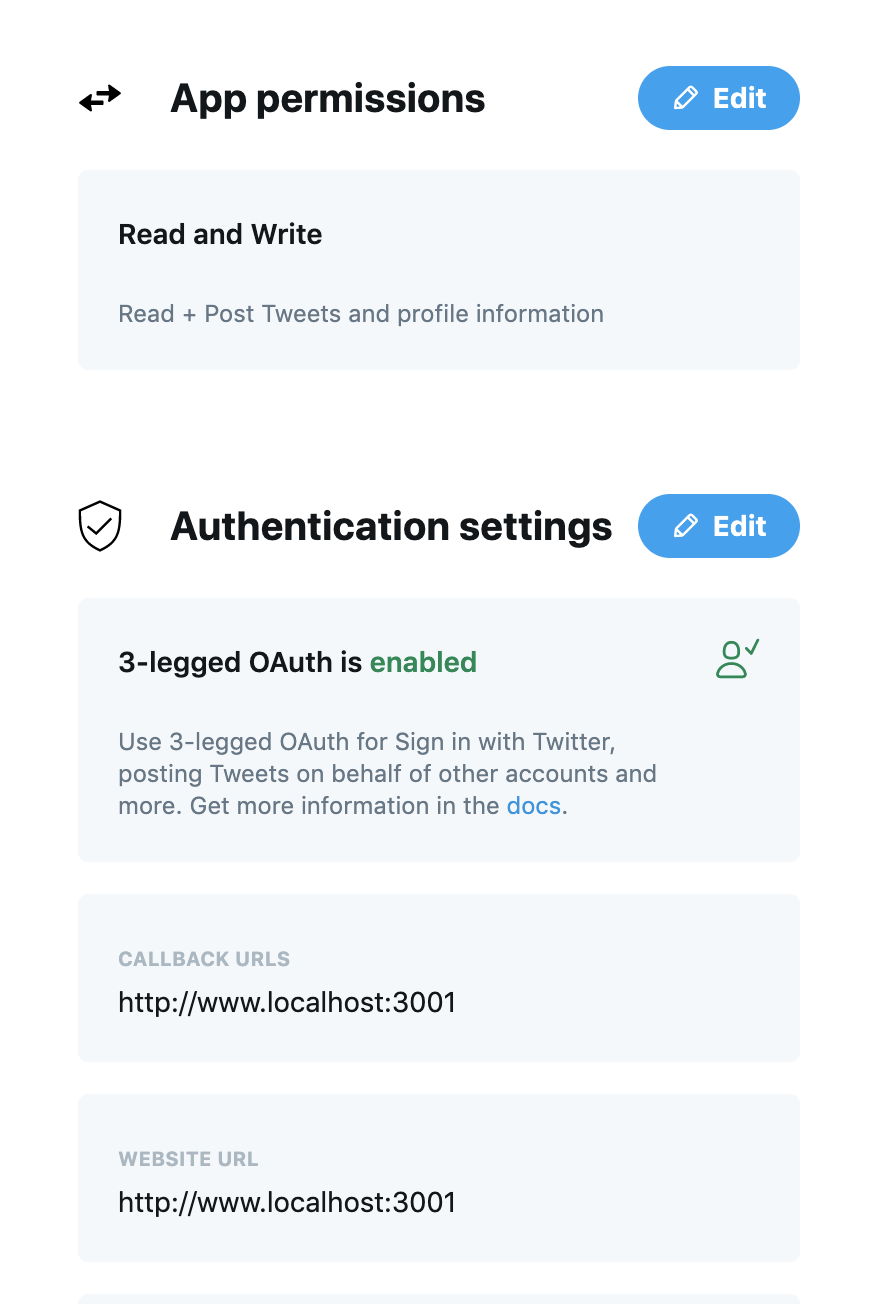 App permissions
Edit
Read and Write
Read + Post Tweets and profile information
Authentication settings
Edit
3-legged OAuth is enabled
Use 3-legged OAuth for Sign in with Twitter,
posting Tweets on behalf of other accounts and
more. Get more information in the docs.
CALLBACK URLS
http://www.localhost:3001
WEBSITE URL
http://www.localhost:3001